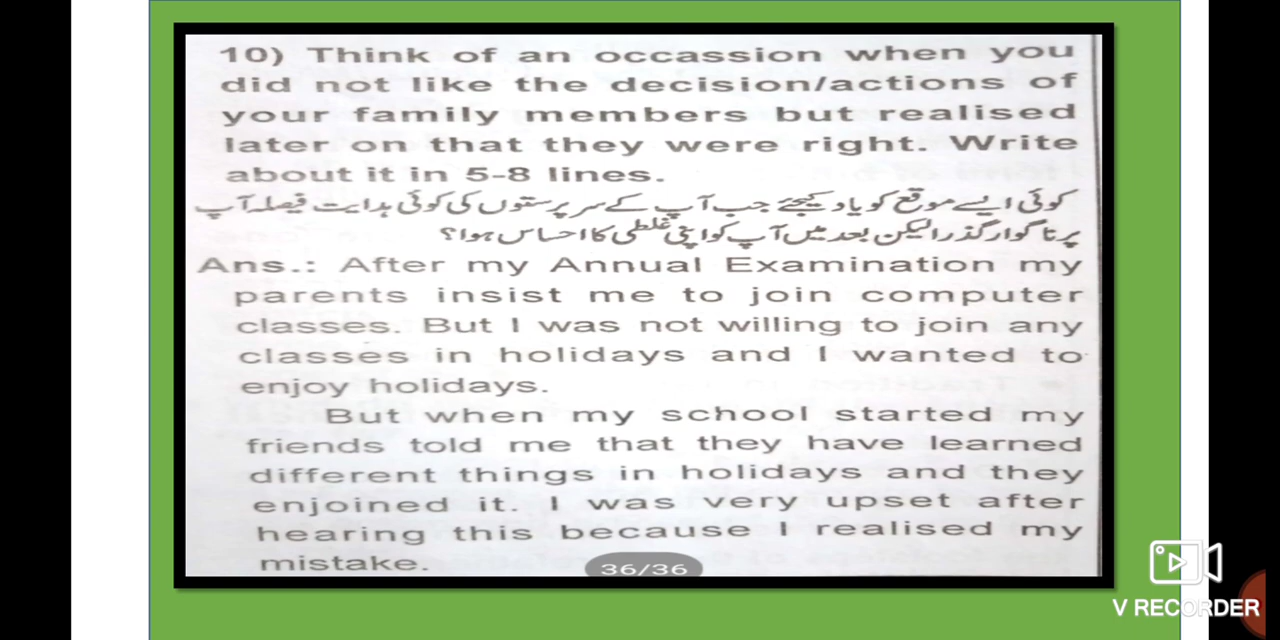 10) Think of an occassion when you
did not like the decision/actions of
your family members but realised
later on that they were right. Write
about it in 5-8 lines.
کوئی ایسے موقع کو یاد کیجئے جب آپ کے سرپرستوں کی کوئی ہدایت فیصلہ آپ
پر ناگوار گذرا لیکن بعد میں آپ کو اپنی غلطی کا احساس ہوا؟
Ans.: After my Annual Examination my
parents insist me to join computer
classes. But I was not willing to join any
classes in holidays and I wanted to
enjoy holidays.
But when my school started my
friends told me that they have learned
different things in holidays and they
enjoined it. I was very upset after
hearing this because I realised my
mistake.
36/36
V RECORDER